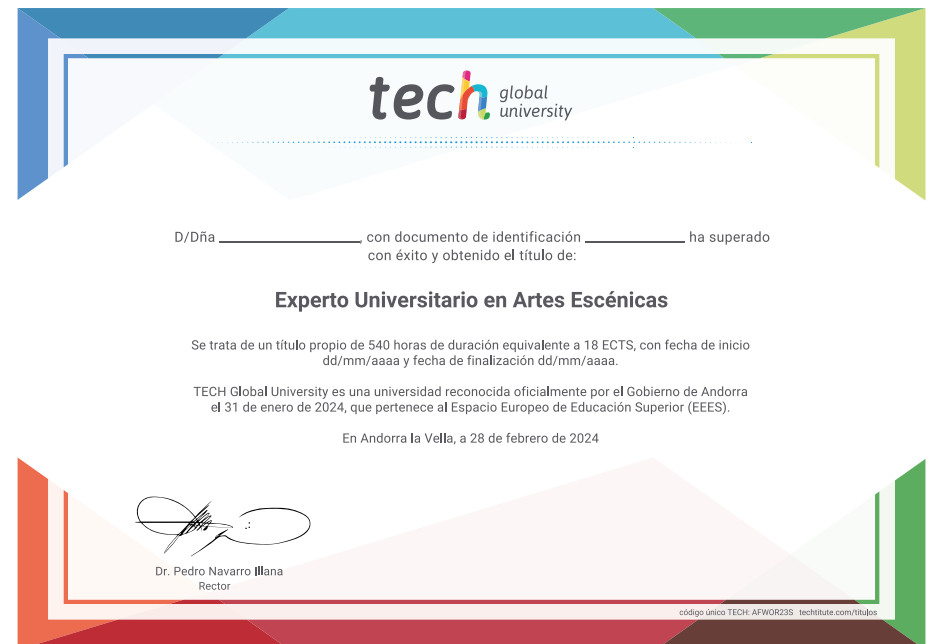 tech global university
D/Dña ____________, con documento de identificación ____________ ha superado
con éxito y obtenido el título de:
Experto Universitario en Artes Escénicas
Se trata de un título propio de 540 horas de duración equivalente a 18 ECTS, con fecha de inicio
dd/mm/aaaa y fecha de finalización dd/mm/aaaa.
TECH Global University es una universidad reconocida oficialmente por el Gobierno de Andorra
el 31 de enero de 2024, que pertenece al Espacio Europeo de Educación Superior (EEES).
En Andorra la Vella, a 28 de febrero de 2024
Dr. Pedro Navarro Illana
Rector
código único TECH: AFWOR23S techtitute.com/titulos